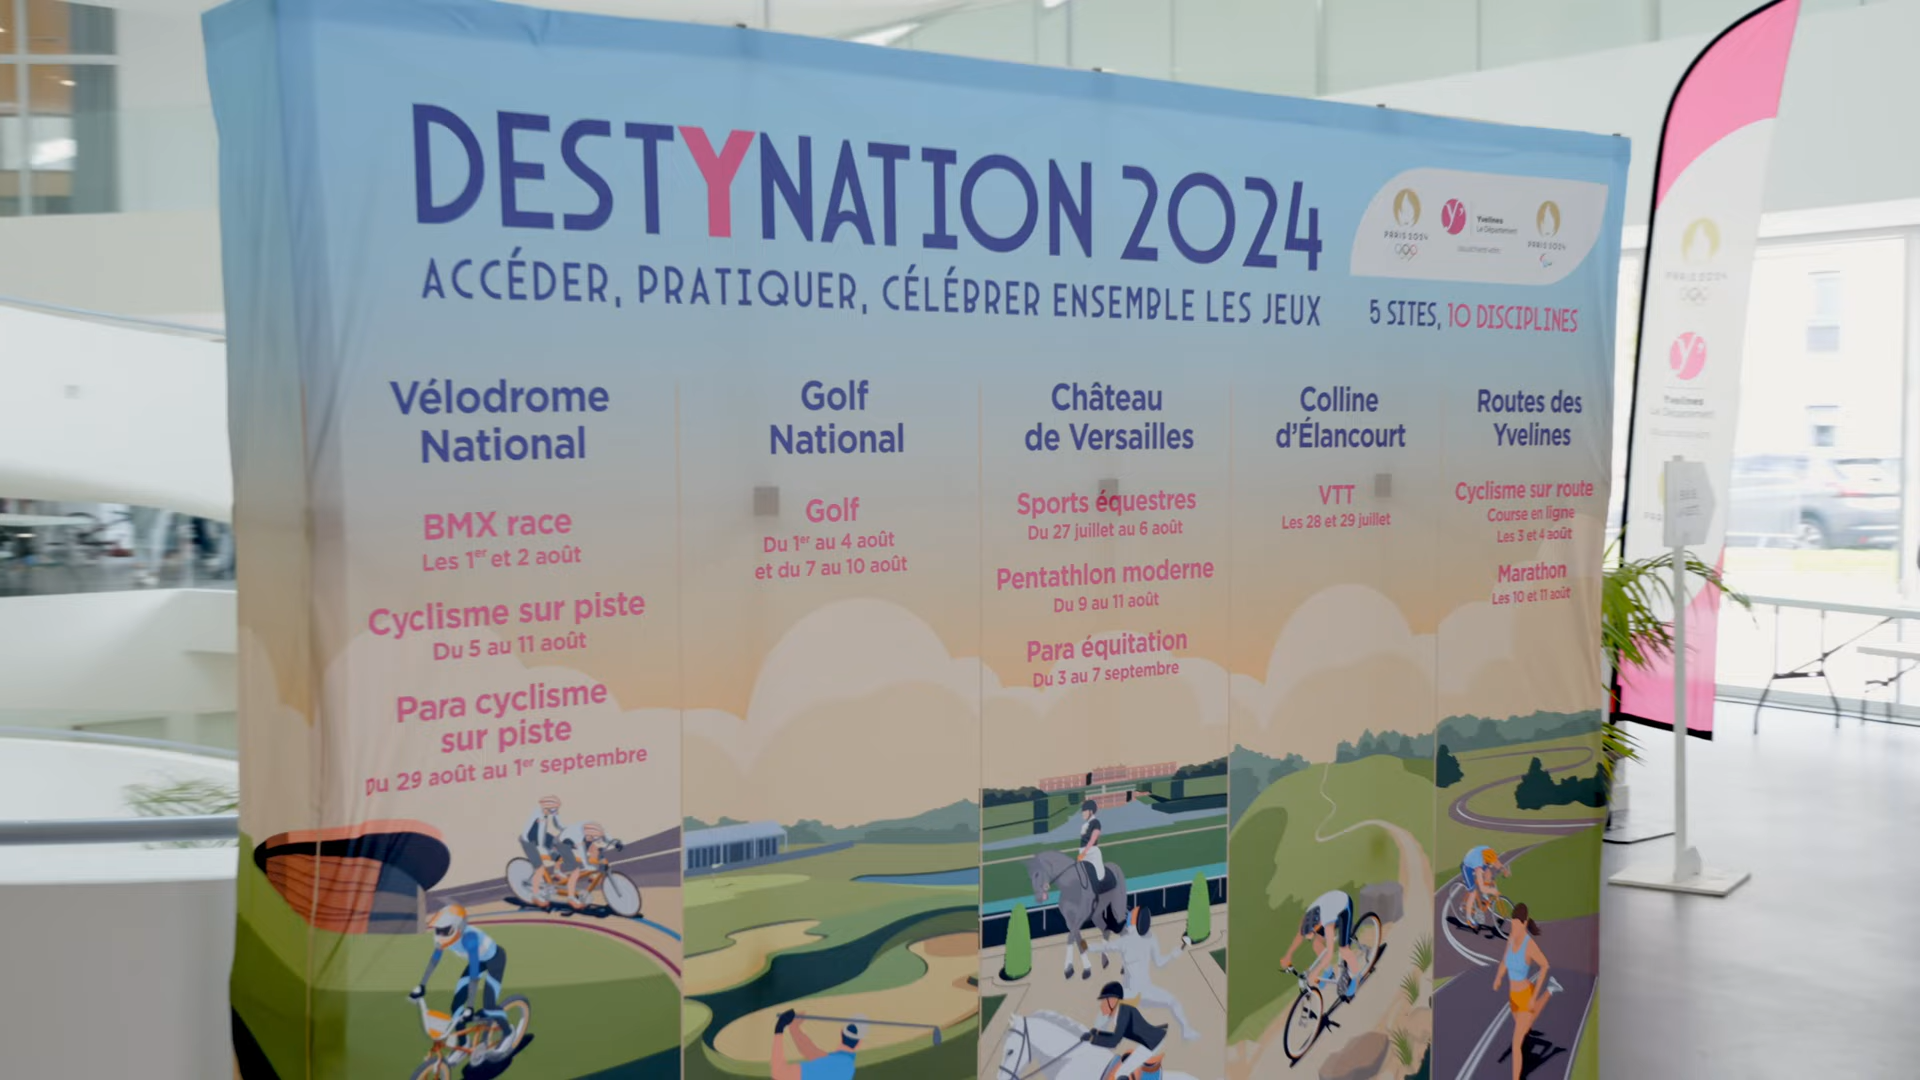 DESTYNATION 2024
ACCÉDER, PRATIQUER, CÉLÉBRER ENSEMBLE LES JEUX
PARIS 2024
Yvelines
Le Département
PARIS 2024
5 SITES, 10 DISCIPLINES
Vélodrome
National
BMX race
Les 1er et 2 août
Cyclisme sur piste
Du 5 au 11 août
Para cyclisme
sur piste
Du 29 août au 1er septembre
Golf
National
Golf
Du 1er au 4 août
et du 7 au 10 août
Château
de Versailles
Sports équestres
Du 27 juillet au 6 août
Pentathlon moderne
Du 9 au 11 août
Para équitation
Du 3 au 7 septembre
Colline
d'Élancourt
VTT
Les 28 et 29 juillet
Routes des
Yvelines
Cyclisme sur route
Course en ligne
Les 3 et 4 août
Marathon
Les 10 et 11 août
PARIS 2024
Yvelines
Le Département